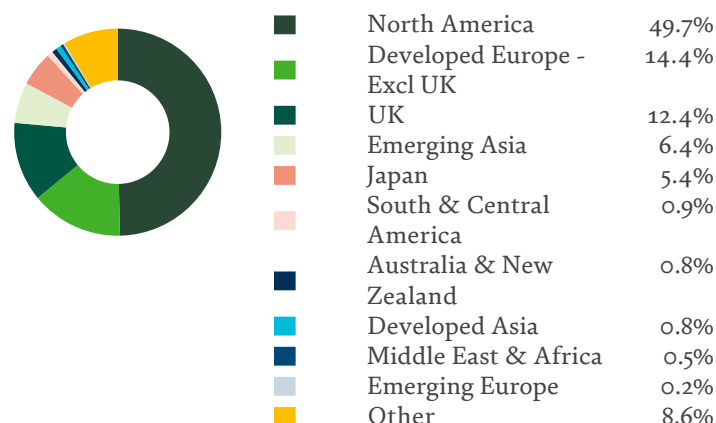 North America 49.7%
Developed Europe - 14.4%
Excl UK
UK 12.4%
Emerging Asia 6.4%
Japan 5.4%
South & Central 0.9%
America
Australia & New 0.8%
Zealand
Developed Asia 0.8%
Middle East & Africa 0.5%
Emerging Europe 0.2%
Other 8.6%